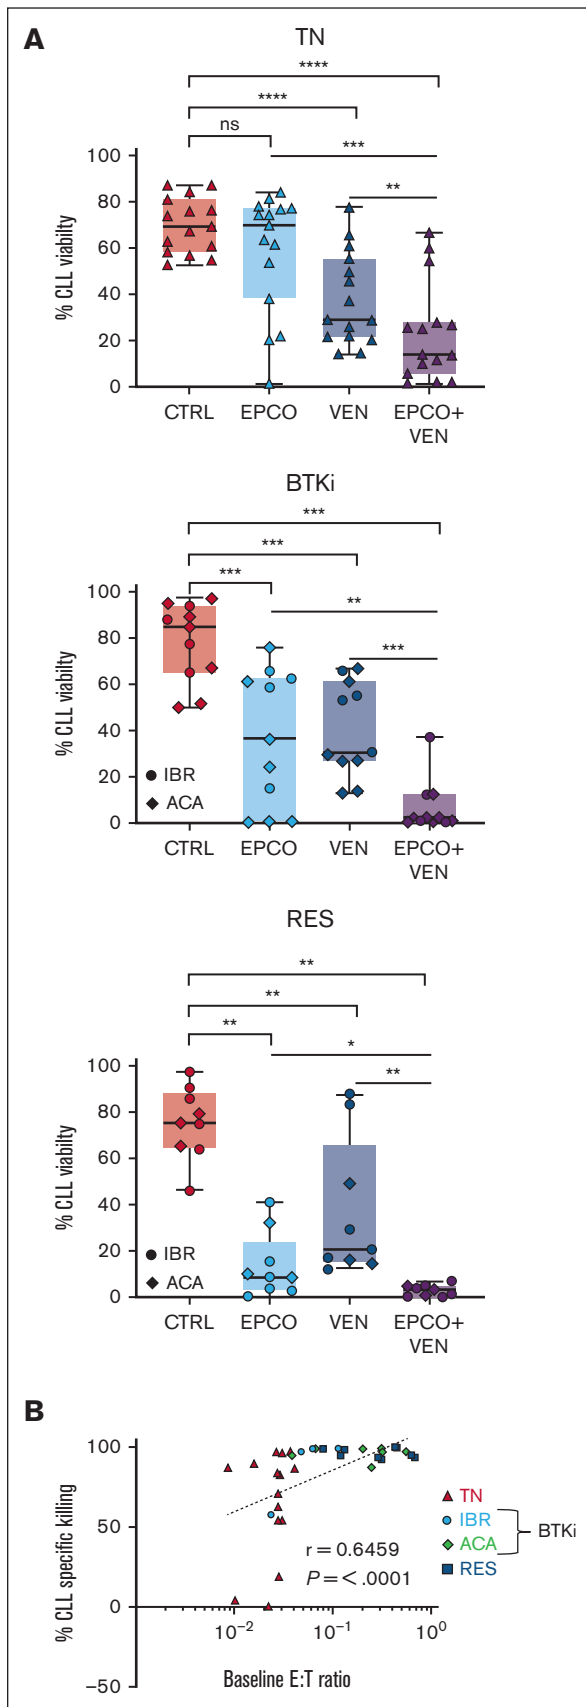 A
TN
****
****
ns
***
**
% CLL viabilty
100
80
60
40
20
0
CTRL EPCO VEN EPCO+
VEN
BTKi
***
***
***
**
***
% CLL viabilty
100
80
60
40
20
0
IBR
ACA
CTRL EPCO VEN EPCO+
VEN
RES
**
**
**
*
**
% CLL viabilty
100
80
60
40
20
0
IBR
ACA
CTRL EPCO VEN EPCO+
VEN
B
% CLL specific killing
100
50
0
−50
TN
IBR
ACA
RES
BTKi
r = 0.6459
P = < .0001
10⁻² 10⁻¹ 10⁰
Baseline E:T ratio